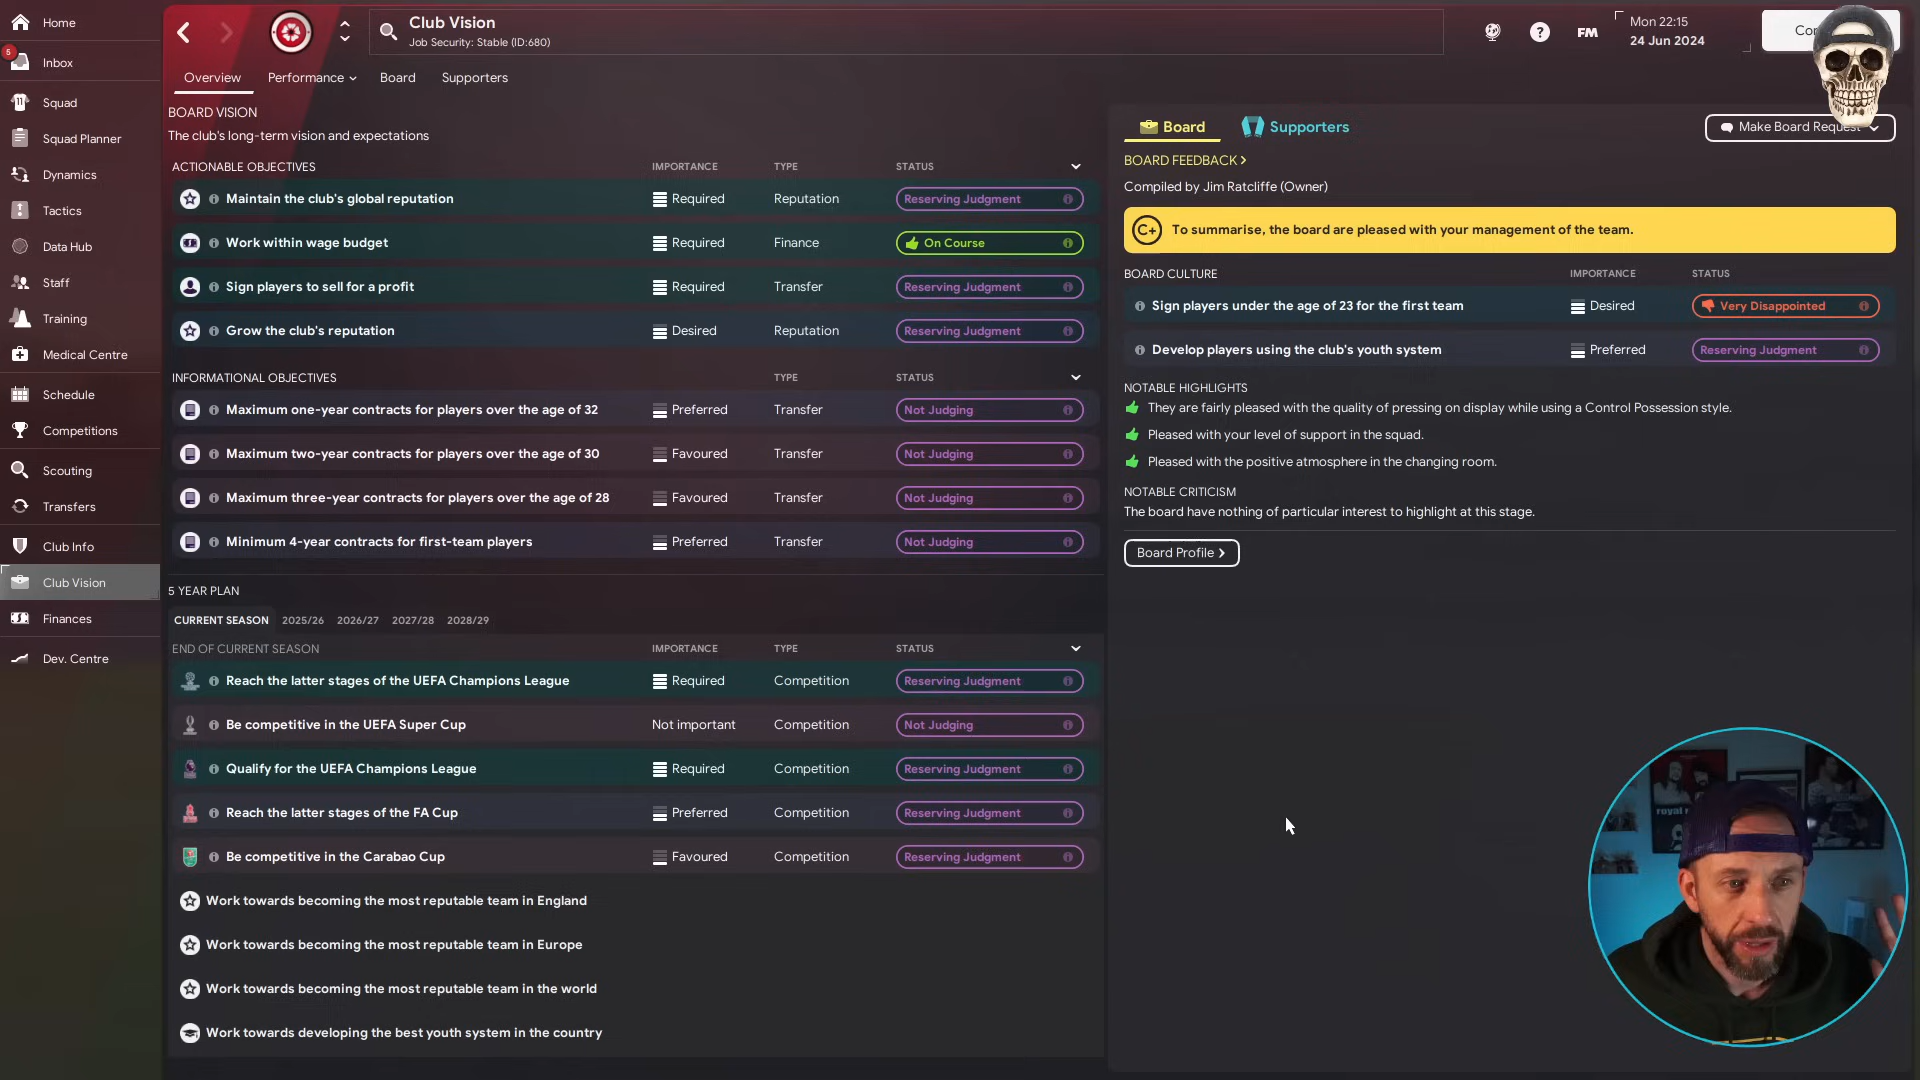 Home
5
Inbox
Squad
Squad Planner
Dynamics
Tactics
Data Hub
Staff
Training
Medical Centre
Schedule
Competitions
Scouting
Transfers
Club Info
Club Vision
Finances
Dev. Centre
Club Vision
Job Security: Stable (ID:680)
FM
Mon 22:15
24 Jun 2024
Overview
Performance
Board
Supporters
BOARD VISION
The club's long-term vision and expectations
ACTIONABLE OBJECTIVES IMPORTANCE TYPE STATUS
Maintain the club's global reputation Required Reputation Reserving Judgment
Work within wage budget Required Finance On Course
Sign players to sell for a profit Required Transfer Reserving Judgment
Grow the club's reputation Desired Reputation Reserving Judgment
INFORMATIONAL OBJECTIVES TYPE STATUS
Maximum one-year contracts for players over the age of 32 Preferred Transfer Not Judging
Maximum two-year contracts for players over the age of 30 Favoured Transfer Not Judging
Maximum three-year contracts for players over the age of 28 Favoured Transfer Not Judging
Minimum 4-year contracts for first-team players Preferred Transfer Not Judging
5 YEAR PLAN
CURRENT SEASON 2025/26 2026/27 2027/28 2028/29
END OF CURRENT SEASON IMPORTANCE TYPE STATUS
Reach the latter stages of the UEFA Champions League Required Competition Reserving Judgment
Be competitive in the UEFA Super Cup Not important Competition Not Judging
Qualify for the UEFA Champions League Required Competition Reserving Judgment
Reach the latter stages of the FA Cup Preferred Competition Reserving Judgment
Be competitive in the Carabao Cup Favoured Competition Reserving Judgment
Work towards becoming the most reputable team in England
Work towards becoming the most reputable team in Europe
Work towards becoming the most reputable team in the world
Work towards developing the best youth system in the country
Board
Supporters
Make Board Request
BOARD FEEDBACK >
Compiled by Jim Ratcliffe (Owner)
C+ To summarise, the board are pleased with your management of the team.
BOARD CULTURE IMPORTANCE STATUS
Sign players under the age of 23 for the first team Desired Very Disappointed
Develop players using the club's youth system Preferred Reserving Judgment
NOTABLE HIGHLIGHTS
They are fairly pleased with the quality of pressing on display while using a Control Possession style.
Pleased with your level of support in the squad.
Pleased with the positive atmosphere in the changing room.
NOTABLE CRITICISM
The board have nothing of particular interest to highlight at this stage.
Board Profile >
royal